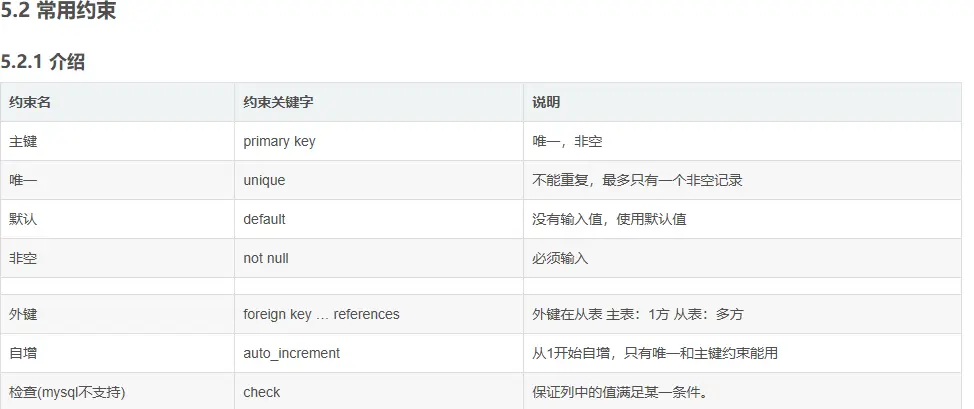 5.2 常用约束
5.2.1 介绍
约束名 约束关键字 说明
主键 primary key 唯一，非空
唯一 unique 不能重复，最多只有一个非空记录
默认 default 没有输入值，使用默认值
非空 not null 必须输入
外键 foreign key … references 外键在从表 主表：1方 从表：多方
自增 auto_increment 从1开始自增，只有唯一和主键约束能用
检查(mysql不支持) check 保证列中的值满足某一条件。